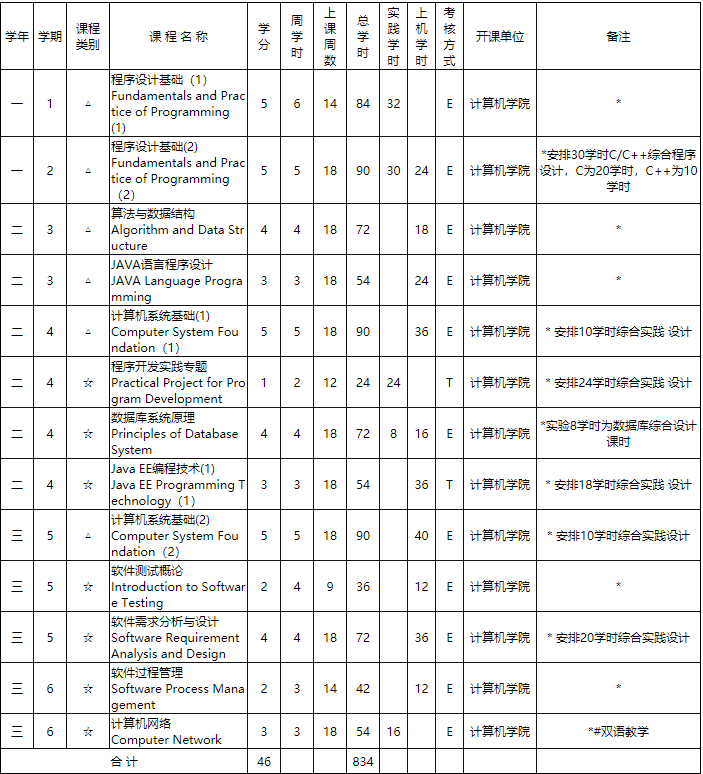 学年 学期 课程类别 课 程 名 称 学分 周学时 上课周数 总学时 实践学时 上机学时 考核方式 开课单位 备注
一 1 △ 程序设计基础（1） Fundamentals and Practice of Programming (1) 5 6 14 84 32 E 计算机学院 *
一 2 △ 程序设计基础(2) Fundamentals and Practice of Programming （2） 5 5 18 90 30 24 E 计算机学院 *安排30学时C/C++综合程序设计，C为20学时，C++为10学时
二 3 △ 算法与数据结构 Algorithm and Data Structure 4 4 18 72 18 E 计算机学院 *
二 3 △ JAVA语言程序设计 JAVA Language Programming 3 3 18 54 24 E 计算机学院 *
二 4 △ 计算机系统基础(1) Computer System Foundation（1） 5 5 18 90 36 E 计算机学院 * 安排10学时综合实践 设计
二 4 ☆ 程序开发实践专题 Practical Project for Program Development 1 2 12 24 24 T 计算机学院 * 安排24学时综合实践 设计
二 4 ☆ 数据库系统原理 Principles of Database System 4 4 18 72 8 16 E 计算机学院 *实验8学时为数据库综合设计课时
二 4 ☆ Java EE编程技术(1) Java EE Programming Technology（1） 3 3 18 54 36 T 计算机学院 * 安排18学时综合实践 设计
三 5 △ 计算机系统基础(2) Computer System Foundation（2） 5 5 18 90 40 E 计算机学院 * 安排10学时综合实践设计
三 5 ☆ 软件测试概论 Introduction to Software Testing 2 4 9 36 12 E 计算机学院 *
三 5 ☆ 软件需求分析与设计 Software Requirement Analysis and Design 4 4 18 72 36 E 计算机学院 * 安排20学时综合实践设计
三 6 ☆ 软件过程管理 Software Process Management 2 3 14 42 12 E 计算机学院 *
三 6 ☆ 计算机网络 Computer Network 3 3 18 54 16 E 计算机学院 *#双语教学
合 计 46 834